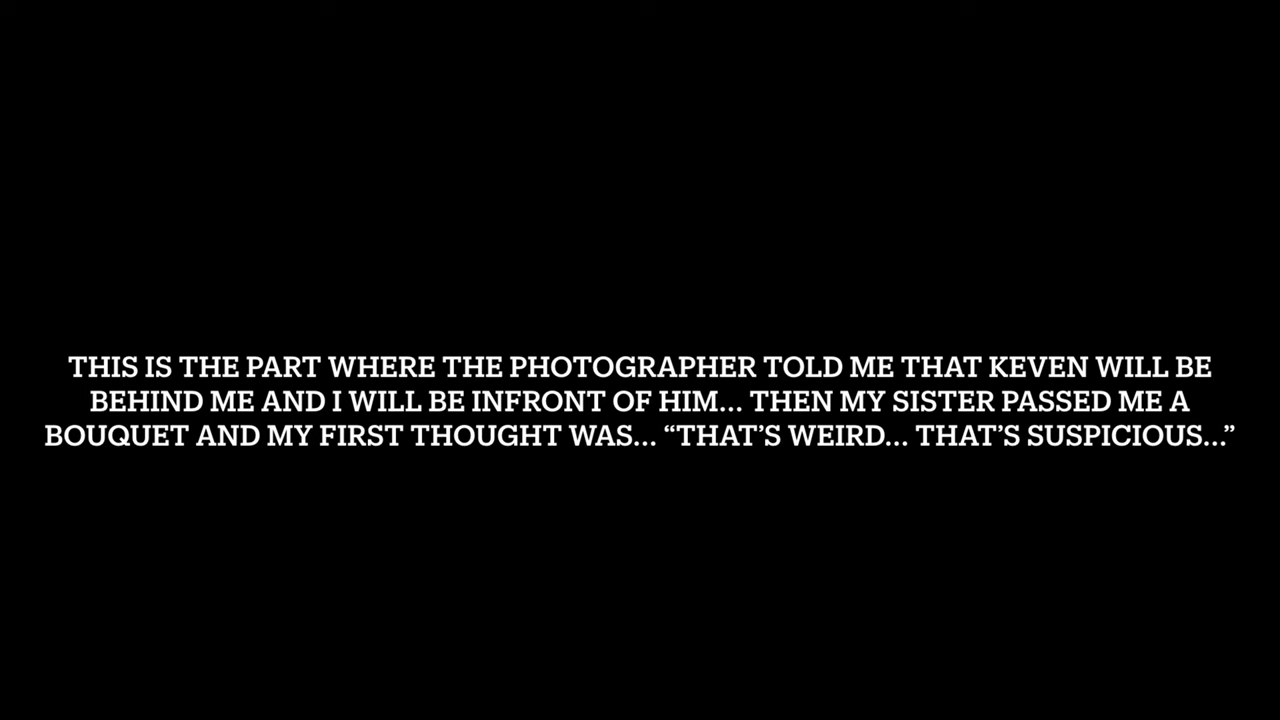 THIS IS THE PART WHERE THE PHOTOGRAPHER TOLD ME THAT KEVEN WILL BE
BEHIND ME AND I WILL BE INFRONT OF HIM... THEN MY SISTER PASSED ME A
BOUQUET AND MY FIRST THOUGHT WAS... “THAT’S WEIRD... THAT’S SUSPICIOUS...”